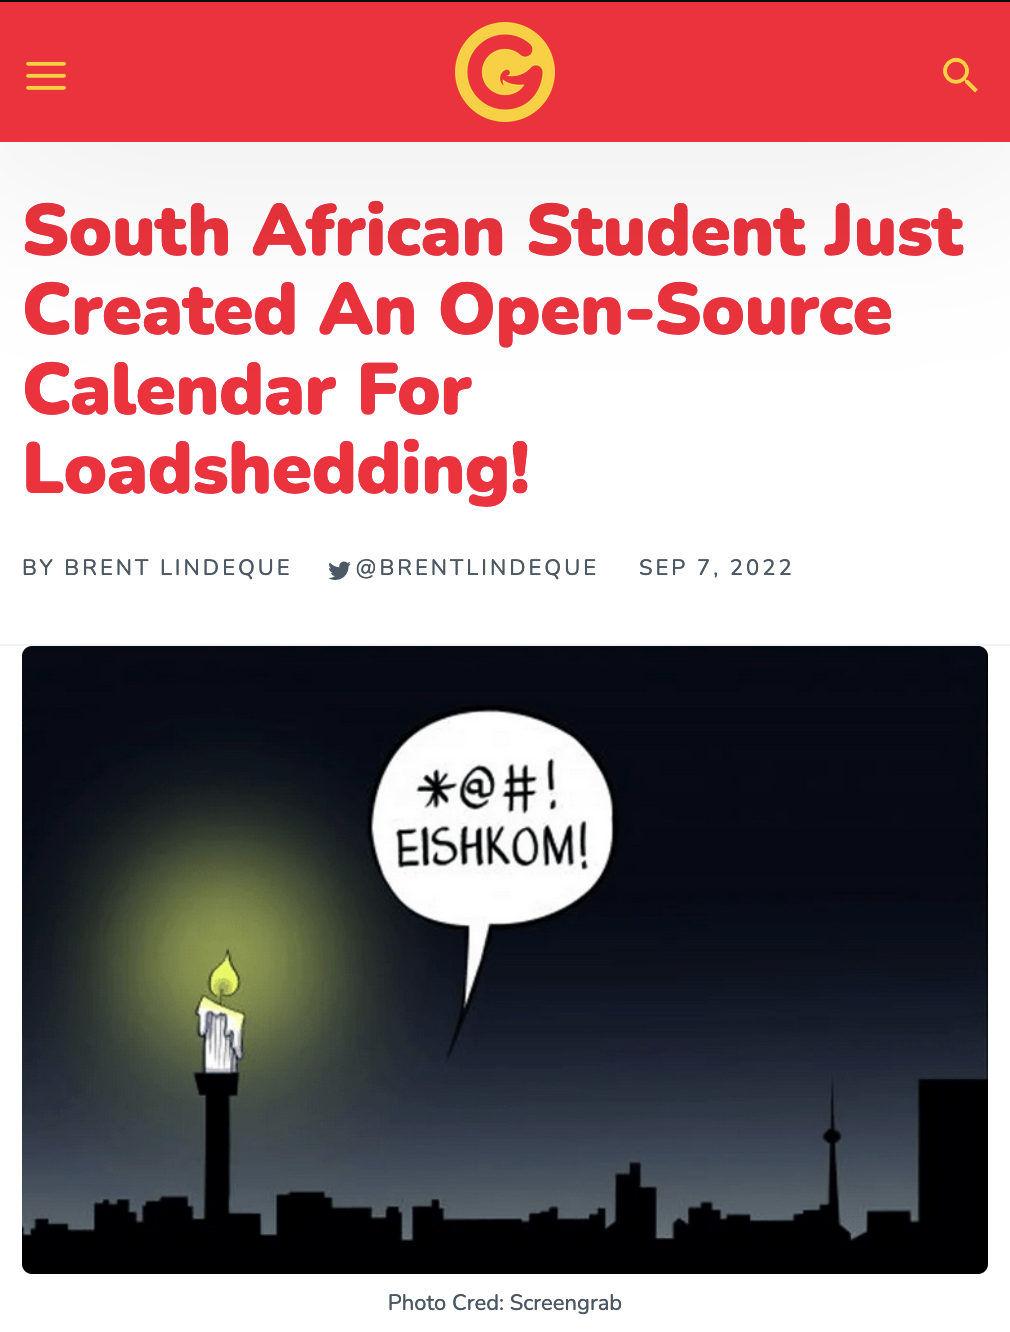 South African Student Just
Created An Open-Source
Calendar For
Loadshedding!
BY BRENT LINDEQUE @BRENTLINDEQUE SEP 7, 2022
*@#!
EISHKOM!
Photo Cred: Screengrab